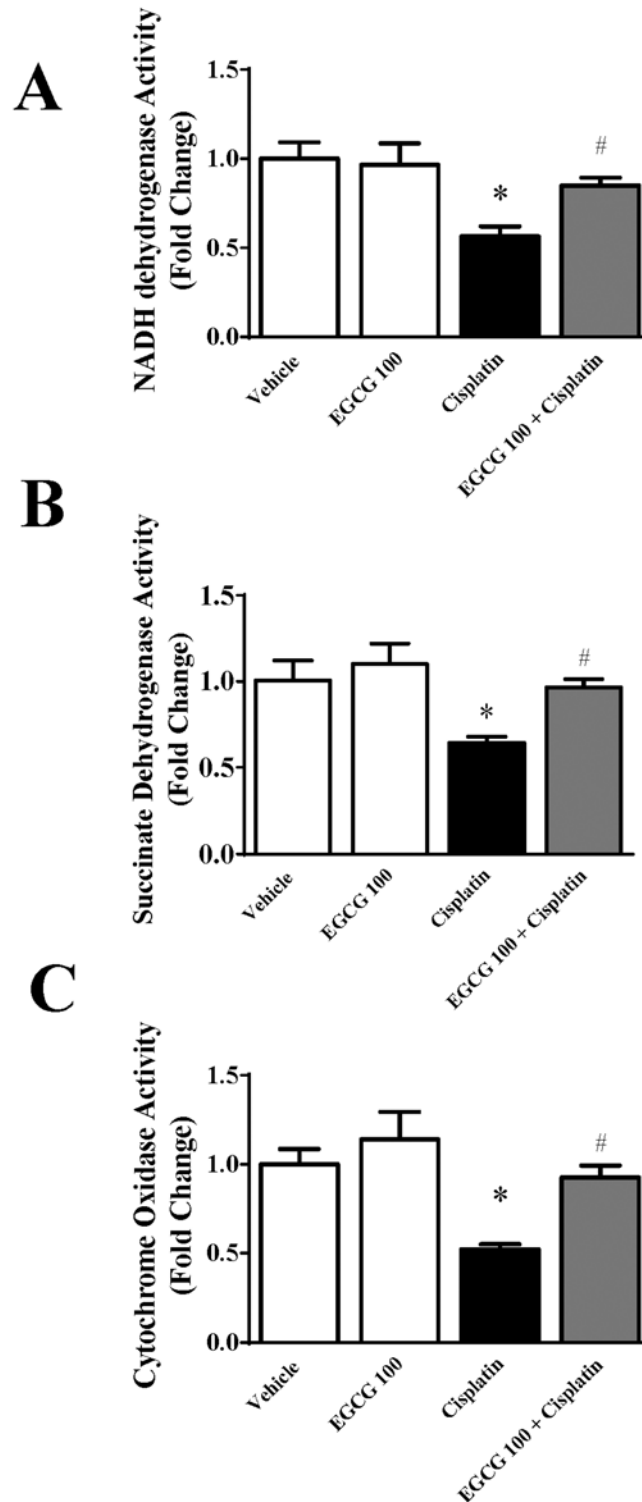 A
NADH dehydrogenase Activity
(Fold Change)
1.5
1.0
0.5
0.0
*
#
Vehicle
EGCG 100
Cisplatin
EGCG 100 + Cisplatin
B
Succinate Dehydrogenase Activity
(Fold Change)
1.5
1.0
0.5
0.0
*
#
Vehicle
EGCG 100
Cisplatin
EGCG 100 + Cisplatin
C
Cytochrome Oxidase Activity
(Fold Change)
1.5
1.0
0.5
0.0
*
#
Vehicle
EGCG 100
Cisplatin
EGCG 100 + Cisplatin